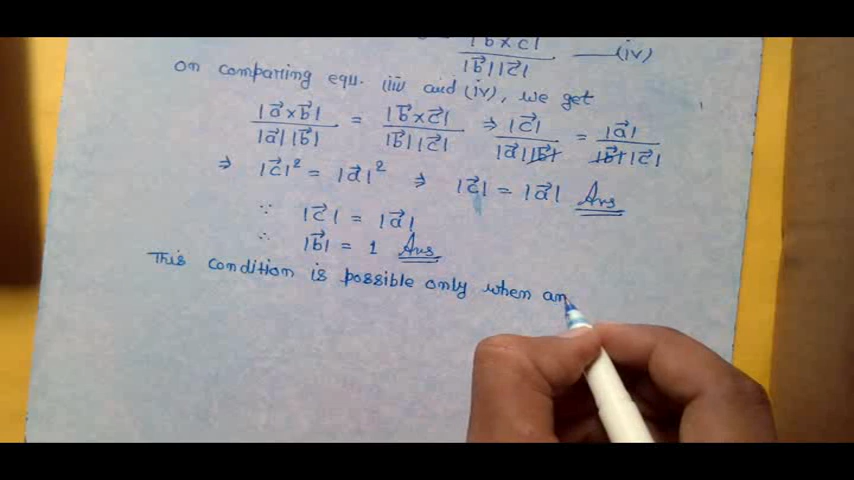 = |b⃗ × c⃗| / |b⃗||c⃗| —(iv)
on comparing equ. (iii) and (iv), we get
|a⃗ × b⃗| / |a⃗||b⃗| = |b⃗ × c⃗| / |b⃗||c⃗| ⇒ |c⃗| / |a⃗||b⃗| = |a⃗| / |b⃗||c⃗|
⇒ |c⃗|² = |a⃗|² ⇒ |c⃗| = |a⃗| Ans
∵ |c⃗| = |a⃗|
∴ |b⃗| = 1 Ans
This condition is possible only when an